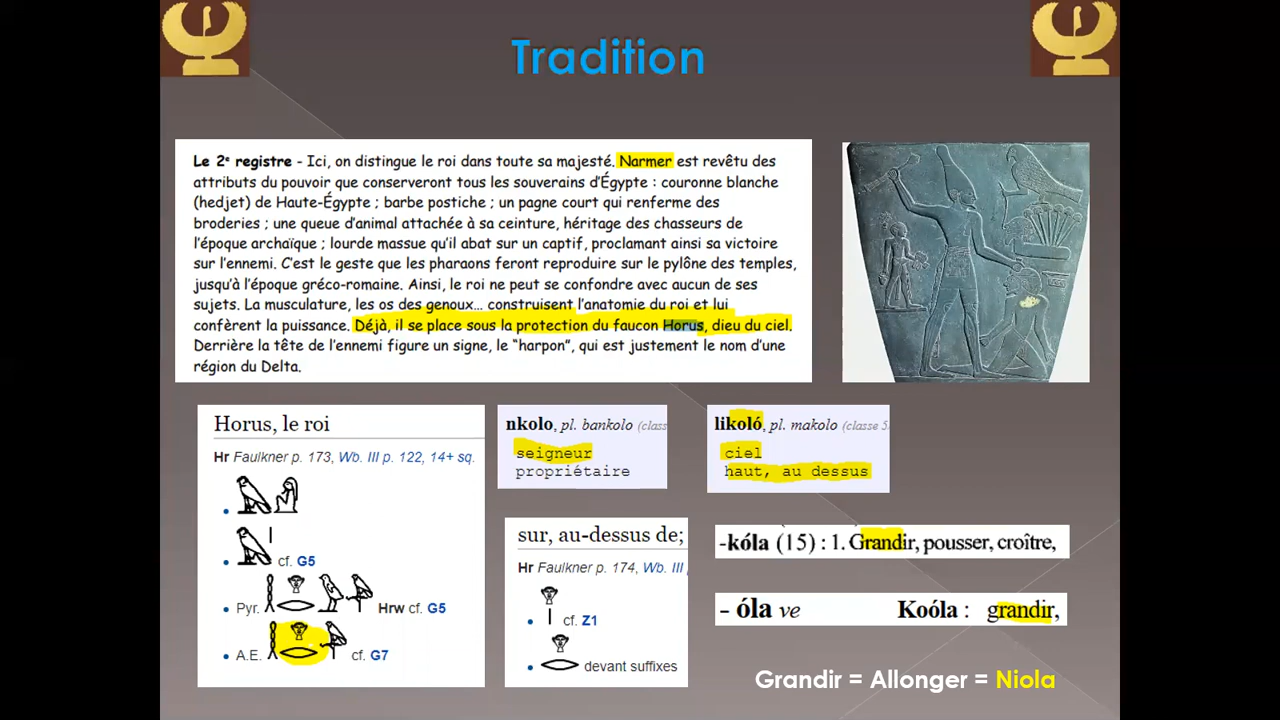 Tradition
Le 2e registre - Ici, on distingue le roi dans toute sa majesté. Narmer est revêtu des
attributs du pouvoir que conserveront tous les souverains d'Égypte : couronne blanche
(hedjet) de Haute-Égypte ; barbe postiche ; un pagne court qui renferme des
broderies ; une queue d'animal attachée à sa ceinture, héritage des chasseurs de
l'époque archaïque ; lourde massue qu'il abat sur un captif, proclamant ainsi sa victoire
sur l'ennemi. C'est le geste que les pharaons feront reproduire sur le pylône des temples,
jusqu'à l'époque gréco-romaine. Ainsi, le roi ne peut se confondre avec aucun de ses
sujets. La musculature, les os des genoux… construisent l'anatomie du roi et lui
confèrent la puissance. Déjà, il se place sous la protection du faucon Horus, dieu du ciel.
Derrière la tête de l'ennemi figure un signe, le "harpon", qui est justement le nom d'une
région du Delta.
Horus, le roi
Hr Faulkner p. 173, Wb. III p. 122, 14+ sq.
cf. G5
Pyr. Hrw cf. G5
A.E. cf. G7
nkolo, pl. bankolo (class
seigneur
propriétaire
likoló, pl. makolo (classe 5
ciel
haut, au dessus
sur, au-dessus de;
Hr Faulkner p. 174, Wb. III
cf. Z1
devant suffixes
-kóla (15) : 1. Grandir, pousser, croître,
- óla ve Koóla : grandir,
Grandir = Allonger = Niola